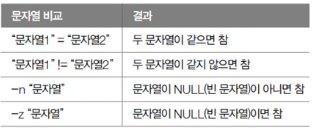 문자열 비교 결과
“문자열1” = “문자열2” 두 문자열이 같으면 참
“문자열1” != “문자열2” 두 문자열이 같지 않으면 참
-n “문자열” 문자열이 NULL(빈 문자열)이 아니면 참
-z “문자열” 문자열이 NULL(빈 문자열)이면 참